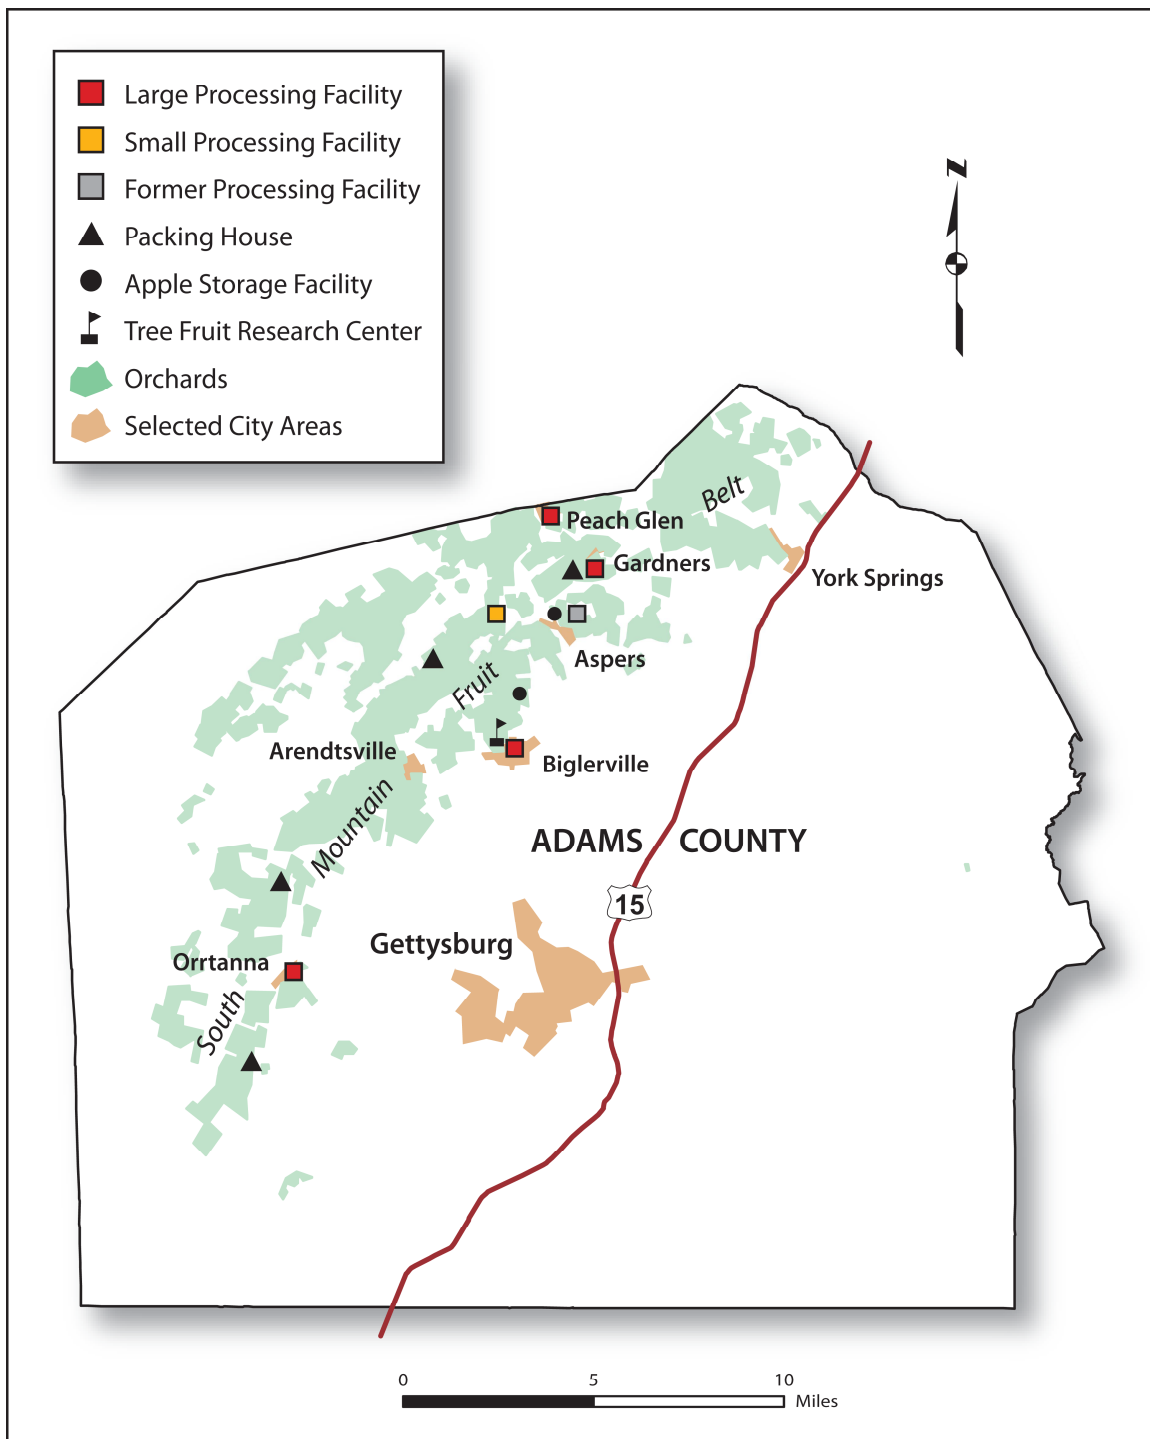 Large Processing Facility
Small Processing Facility
Former Processing Facility
Packing House
Apple Storage Facility
Tree Fruit Research Center
Orchards
Selected City Areas
N
Belt
Peach Glen
Gardners
York Springs
Aspers
Fruit
Arendtsville
Biglerville
Mountain
ADAMS COUNTY
15
Gettysburg
Orrtanna
South
0 5 10
Miles